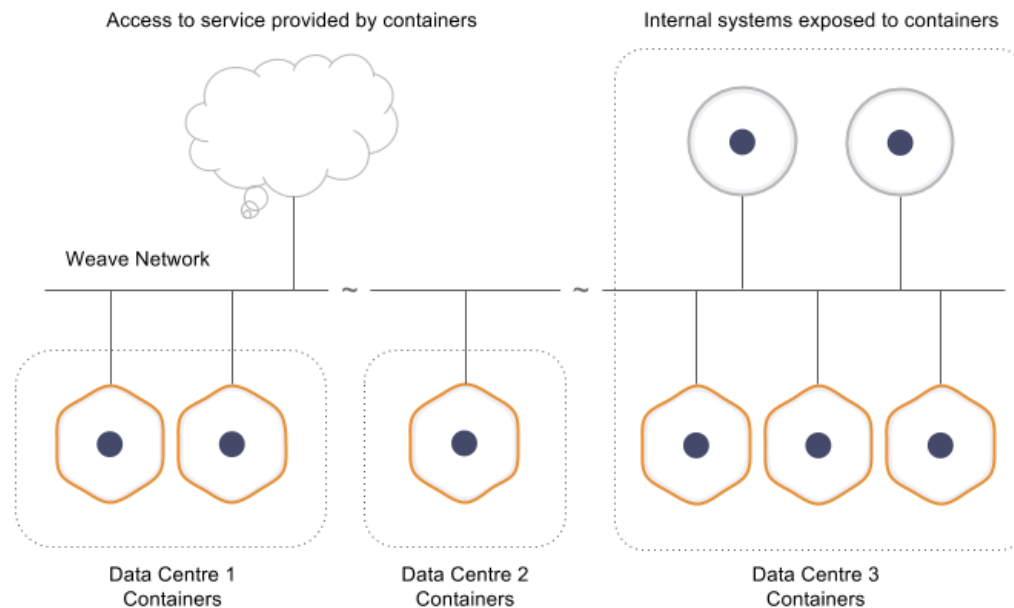 Access to service provided by containers
Internal systems exposed to containers
Weave Network
~
~
Data Centre 1
Containers
Data Centre 2
Containers
Data Centre 3
Containers